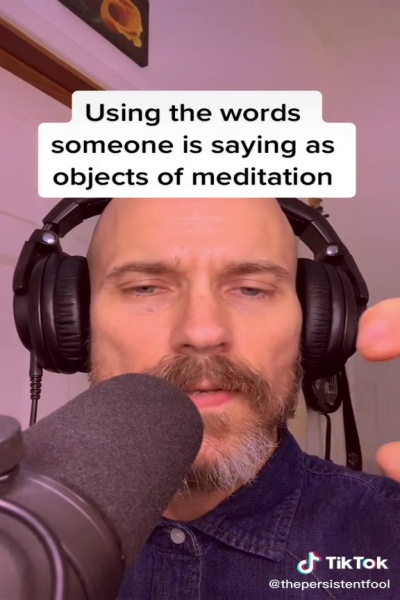 Using the words
someone is saying as
objects of meditation
TikTok
@thepersistentfool